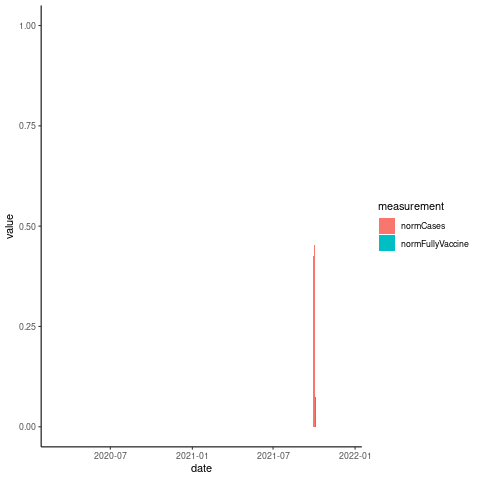 1.00
0.75
0.50
0.25
0.00
value
2020-07
2021-01
2021-07
2022-01
date
measurement
normCases
normFullyVaccine